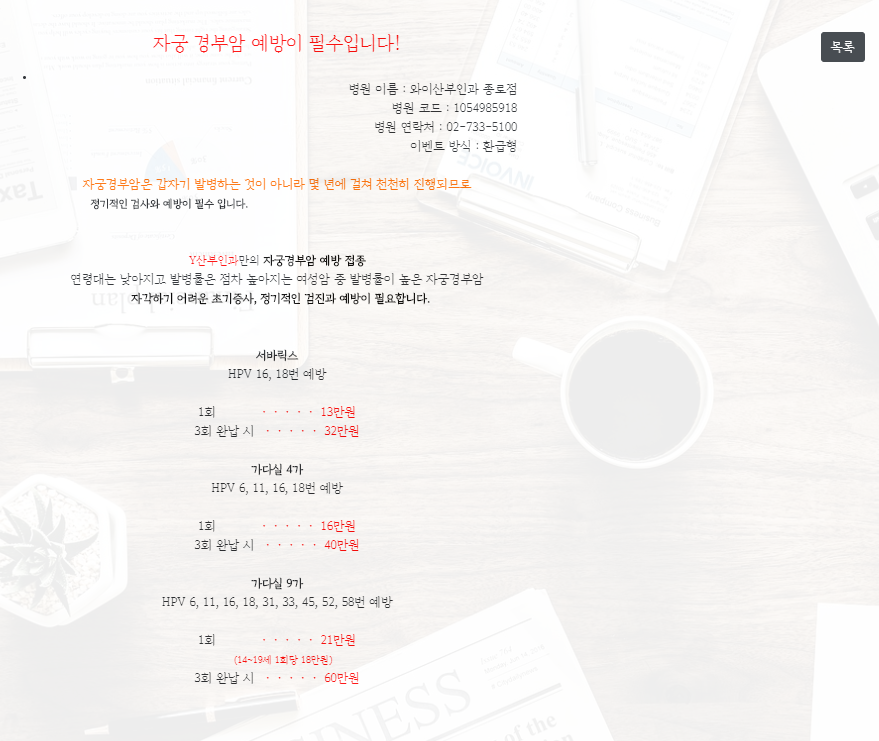 자궁 경부암 예방이 필수입니다!
목록
병원 이름 : 와이산부인과 종로점
병원 코드 : 1054985918
병원 연락처 : 02-733-5100
이벤트 방식 : 환급형
자궁경부암은 갑자기 발병하는 것이 아니라 몇 년에 걸쳐 천천히 진행되므로
정기적인 검사와 예방이 필수 입니다.
Y산부인과만의 자궁경부암 예방 접종
연령대는 낮아지고 발병률은 점차 높아지는 여성암 중 발병률이 높은 자궁경부암
자각하기 어려운 초기증사, 정기적인 검진과 예방이 필요합니다.
서바릭스
HPV 16, 18번 예방
1회 ····· 13만원
3회 완납 시 ····· 32만원
가다실 4가
HPV 6, 11, 16, 18번 예방
1회 ····· 16만원
3회 완납 시 ····· 40만원
가다실 9가
HPV 6, 11, 16, 18, 31, 33, 45, 52, 58번 예방
1회 ····· 21만원
(14~19세 1회당 18만원)
3회 완납 시 ····· 60만원
INVOICE
BUSINESS